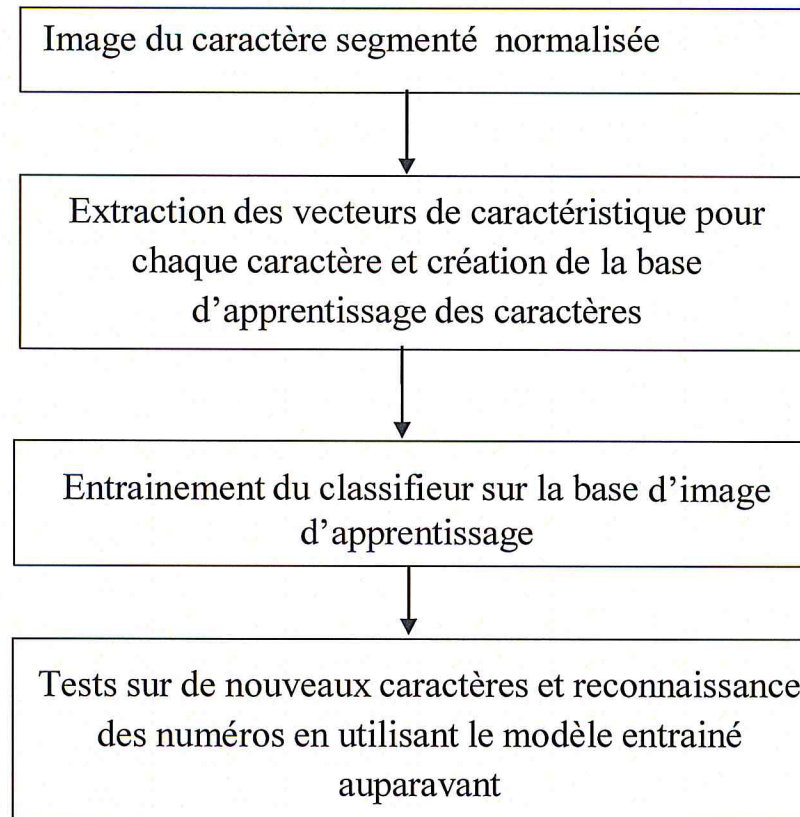 Image du caractère segmenté normalisée
Extraction des vecteurs de caractéristique pour
chaque caractère et création de la base
d'apprentissage des caractères
Entrainement du classifieur sur la base d'image
d'apprentissage
Tests sur de nouveaux caractères et reconnaissance
des numéros en utilisant le modèle entrainé
auparavant